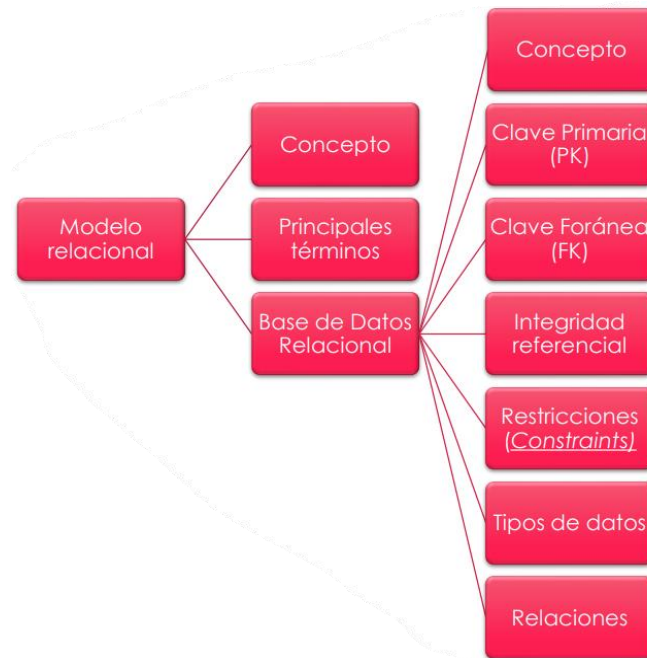 Modelo
relacional
Concepto
Principales
términos
Base de Datos
Relacional
Concepto
Clave Primaria
(PK)
Clave Foránea
(FK)
Integridad
referencial
Restricciones
(Constraints)
Tipos de datos
Relaciones